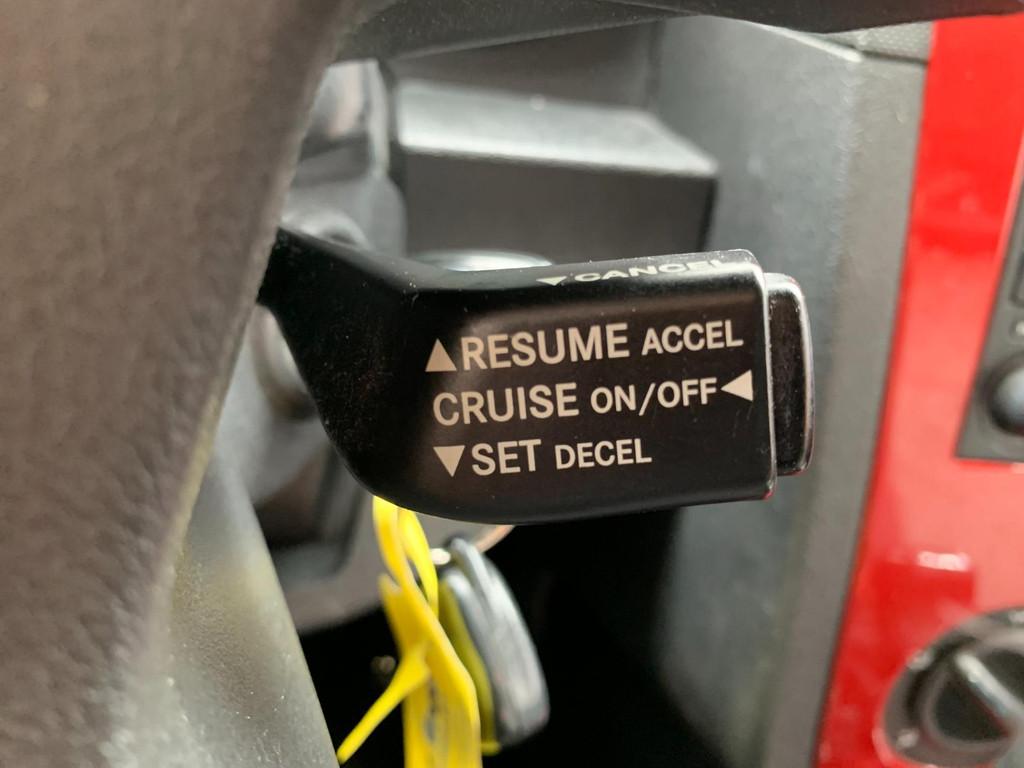 ▼CANCEL
▲RESUME ACCEL
CRUISE ON/OFF◀
▼SET DECEL